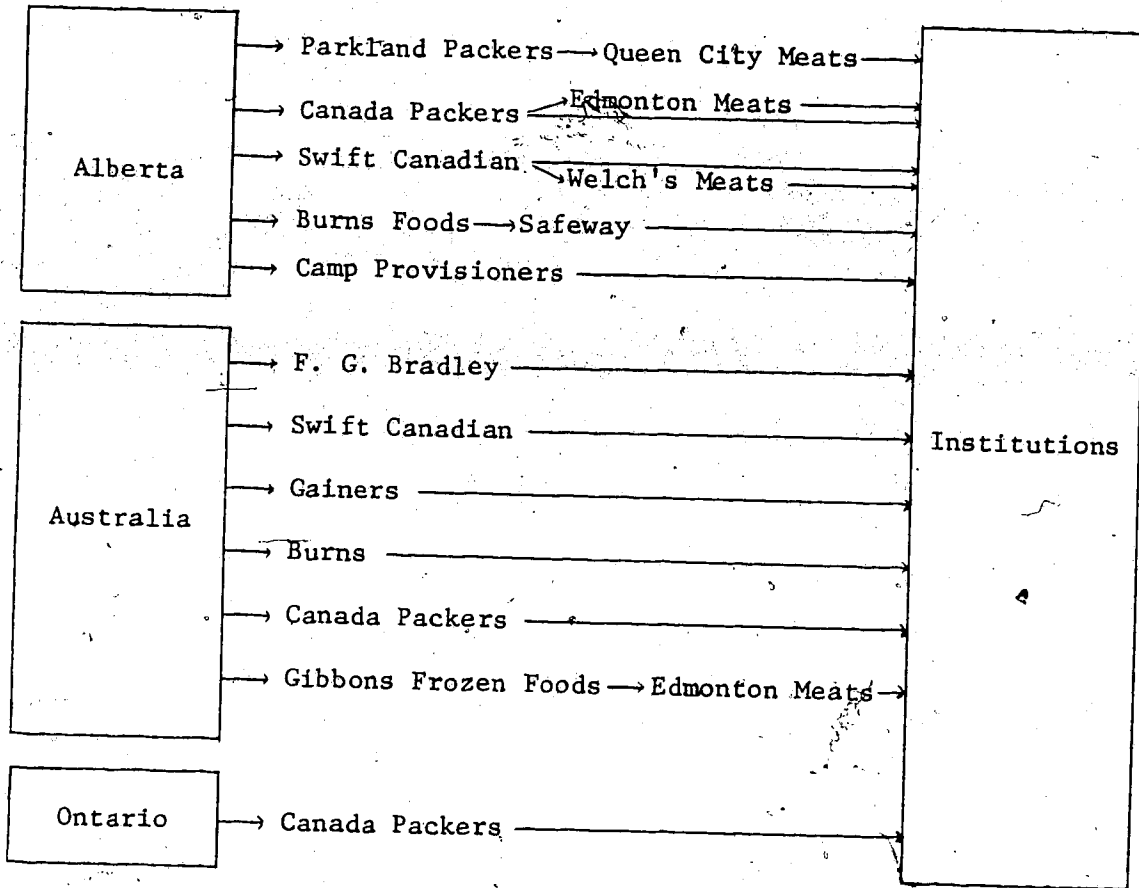 Parkland Packers → Queen City Meats
Edmonton Meats
Canada Packers
Alberta
Swift Canadian
Welch's Meats
Burns Foods → Safeway
Camp Provisioners
F. G. Bradley
Swift Canadian
Institutions
Gainers
Australia
Burns
Canada Packers
Gibbons Frozen Foods → Edmonton Meats
Ontario
Canada Packers